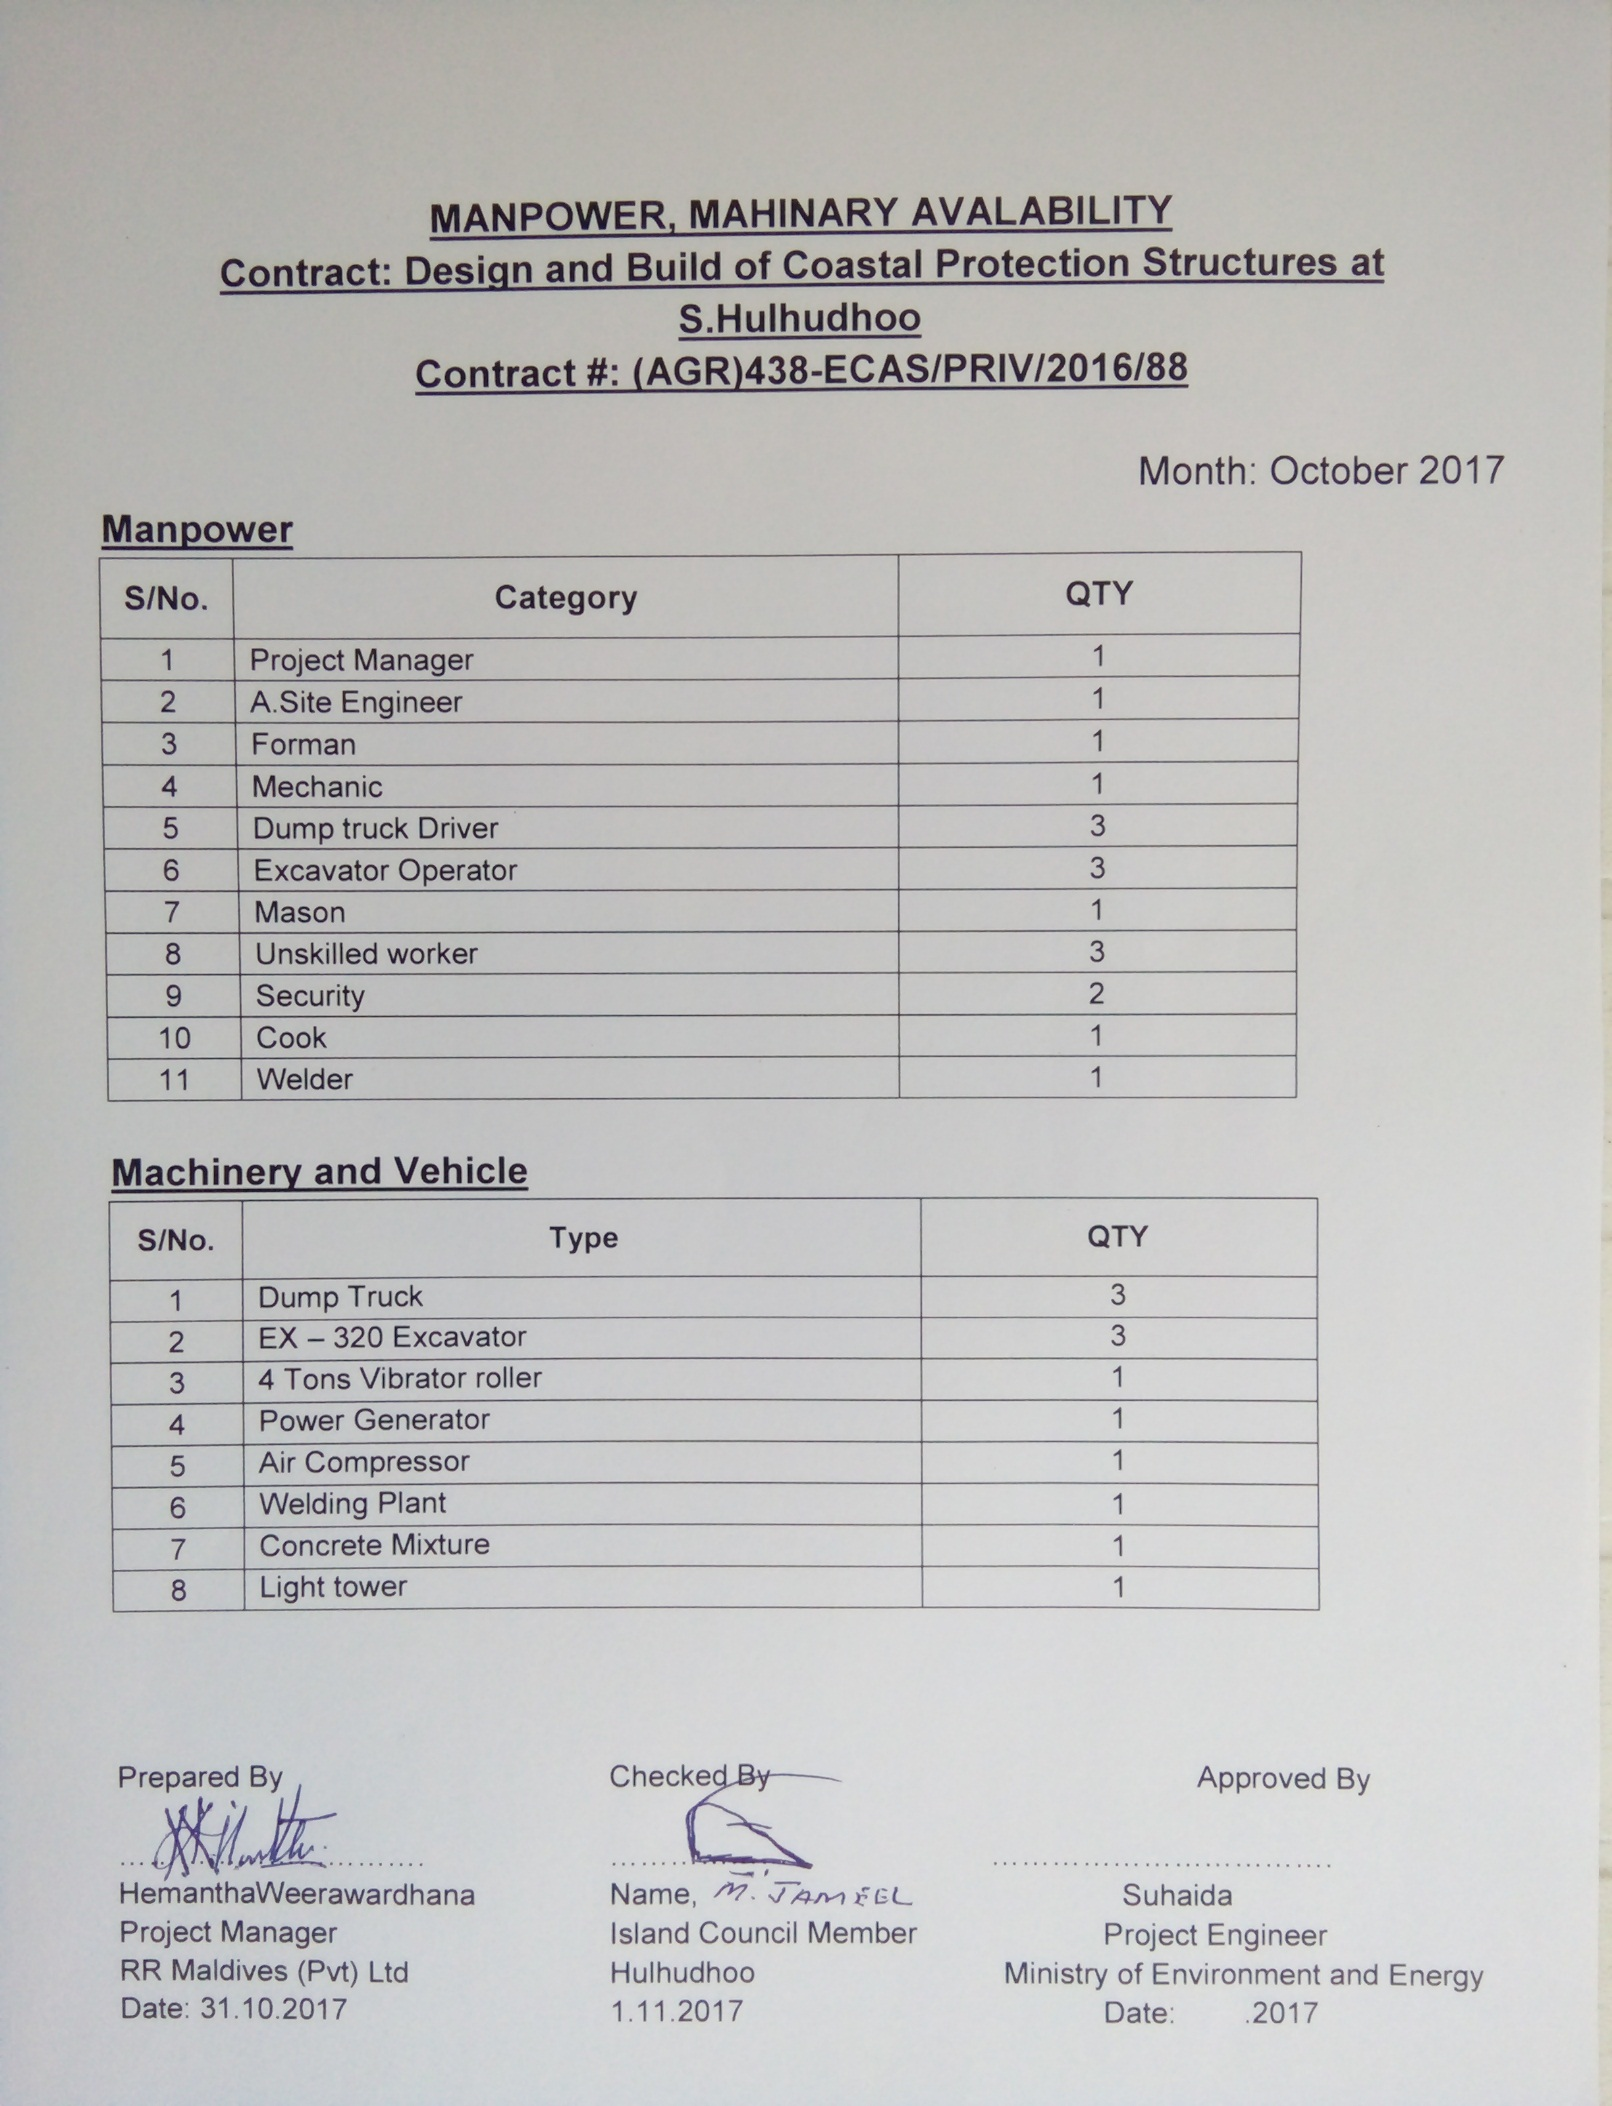 MANPOWER, MAHINARY AVALABILITY
Contract: Design and Build of Coastal Protection Structures at
S.Hulhudhoo
Contract #: (AGR)438-ECAS/PRIV/2016/88
Month: October 2017
Manpower
S/No. Category QTY
1 Project Manager 1
2 A.Site Engineer 1
3 Forman 1
4 Mechanic 1
5 Dump truck Driver 3
6 Excavator Operator 3
7 Mason 1
8 Unskilled worker 3
9 Security 2
10 Cook 1
11 Welder 1
Machinery and Vehicle
S/No. Type QTY
1 Dump Truck 3
2 EX – 320 Excavator 3
3 4 Tons Vibrator roller 1
4 Power Generator 1
5 Air Compressor 1
6 Welding Plant 1
7 Concrete Mixture 1
8 Light tower 1
Prepared By Checked By Approved By
HemanthaWeerawardhana Name, M. JAMEEL Suhaida
Project Manager Island Council Member Project Engineer
RR Maldives (Pvt) Ltd Hulhudhoo Ministry of Environment and Energy
Date: 31.10.2017 1.11.2017 Date: .2017